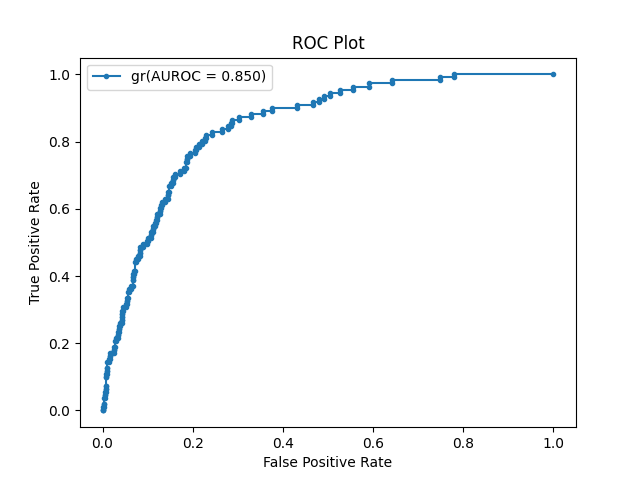 ROC Plot
gr(AUROC = 0.850)
1.0
0.8
0.6
0.4
0.2
0.0
True Positive Rate
0.0 0.2 0.4 0.6 0.8 1.0
False Positive Rate